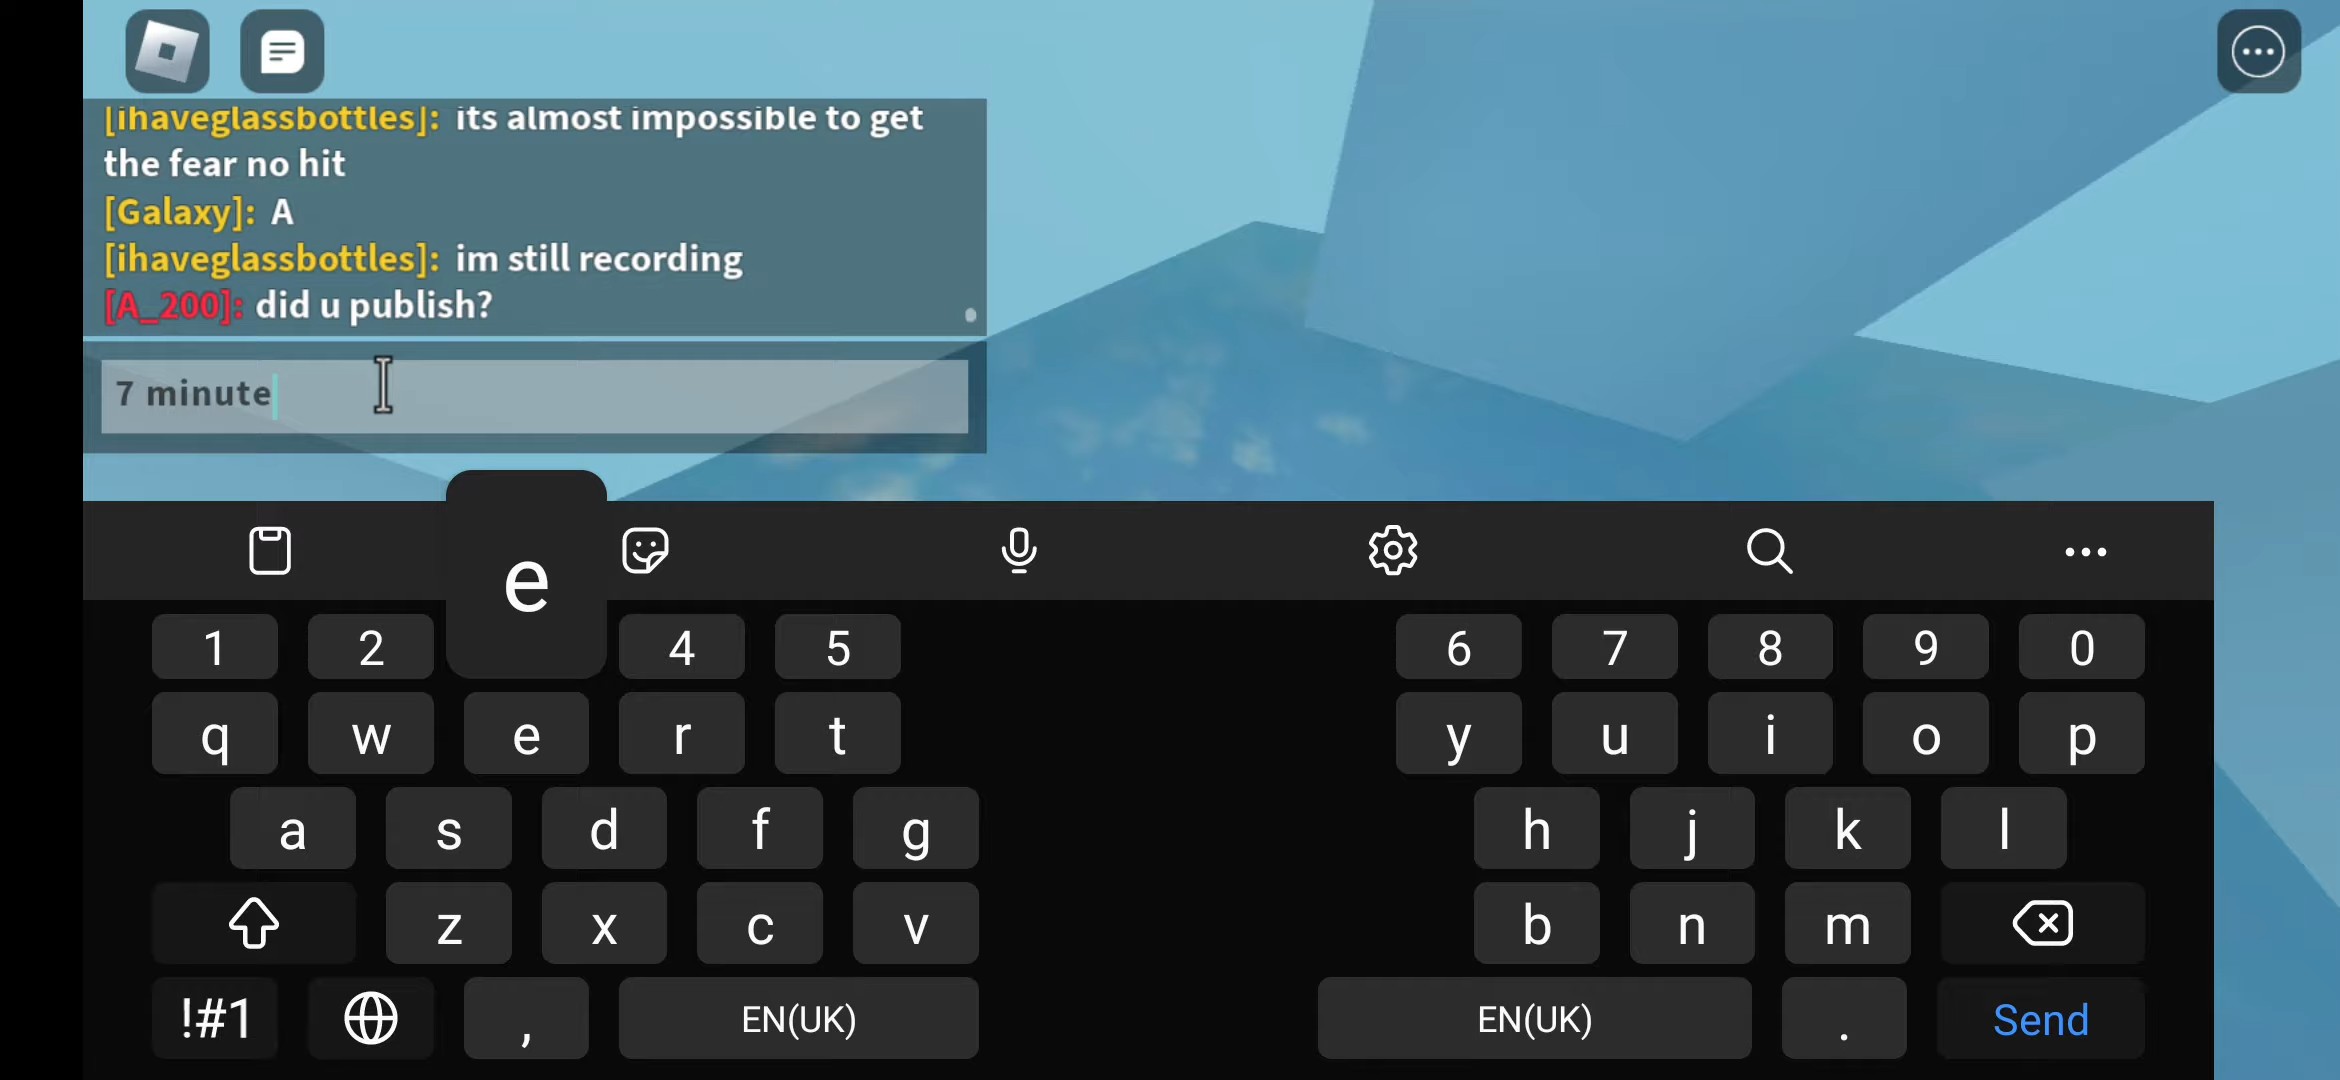 [ihaveglassbottles]: its almost impossible to get
the fear no hit
[Galaxy]: A
[ihaveglassbottles]: im still recording
[A_200]: did u publish?
7 minute
e
1 2 4 5 6 7 8 9 0
q w e r t y u i o p
a s d f g h j k l
z x c v b n m
!#1 , EN(UK) EN(UK) . Send